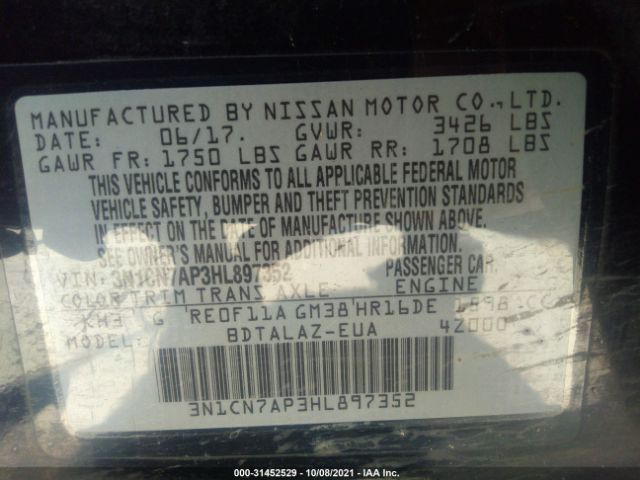 MANUFACTURED BY NISSAN MOTOR CO., LTD.
DATE: 06/17. GVWR: 3426 LBS
GAWR FR: 1750 LBS GAWR RR: 1708 LBS
THIS VEHICLE CONFORMS TO ALL APPLICABLE FEDERAL MOTOR
VEHICLE SAFETY, BUMPER AND THEFT PREVENTION STANDARDS
IN EFFECT ON THE DATE OF MANUFACTURE SHOWN ABOVE.
SEE OWNER'S MANUAL FOR ADDITIONAL INFORMATION.
VIN: 3N1CN7AP3HL897352 PASSENGER CAR.
COLOR TRIM TRANS AXLE ENGINE
KH3 G RE0F11A GM38 HR16DE 1598 CC
BDTALAZ-EUA 42000
3N1CN7AP3HL897352
000-31452529 - 10/08/2021 - IAA Inc.